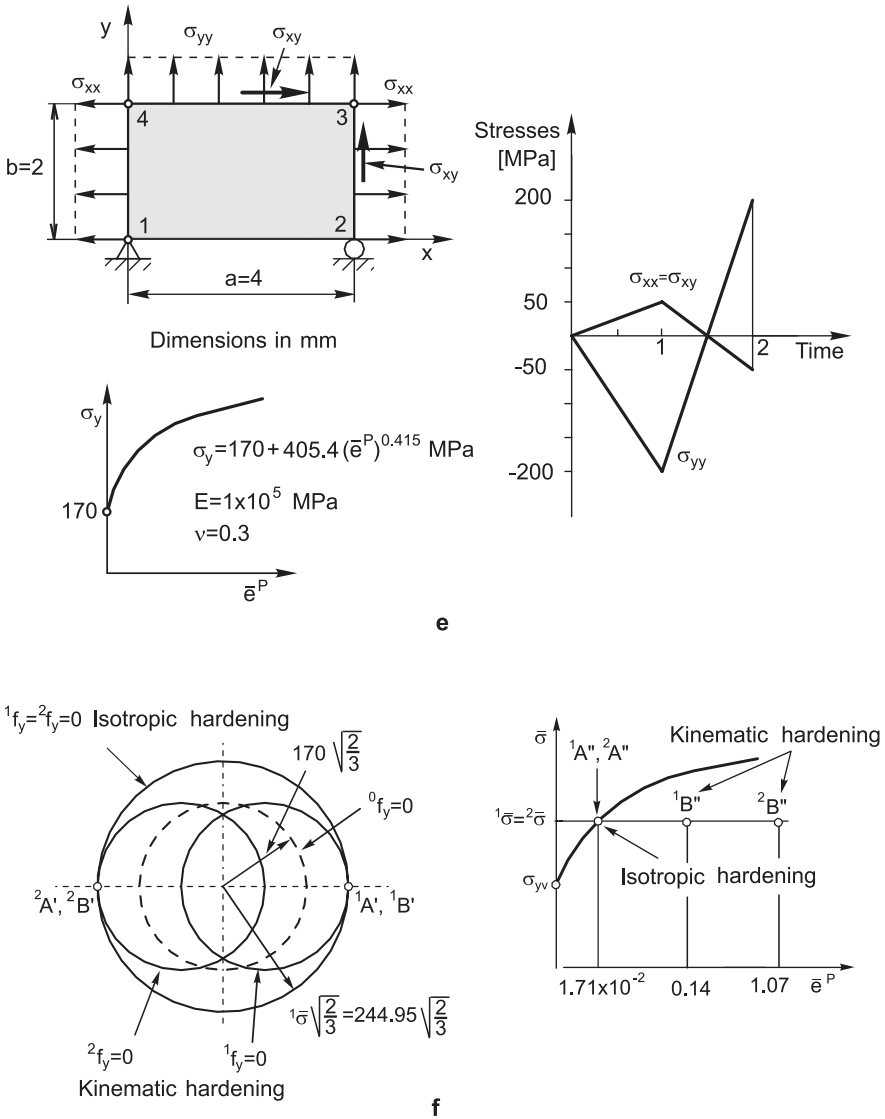 y
σyy
σxy
σxx
σxx
4
3
b=2
σxy
1
2
x
a=4
Dimensions in mm
Stresses
[MPa]
200
σxx=σxy
50
1
2
Time
-50
σyy
-200
σy
σy=170+405.4(ēᴾ)^0.415 MPa
E=1x10⁵ MPa
ν=0.3
170
ēᴾ
e
¹fy=²fy=0 Isotropic hardening
170√(2/3)
⁰fy=0
²A', ²B'
¹A', ¹B'
¹σ̄√(2/3)=244.95√(2/3)
²fy=0
¹fy=0
Kinematic hardening
σ̄
Kinematic hardening
¹A", ²A"
¹B"
²B"
¹σ̄=²σ̄
Isotropic hardening
σyv
1.71x10⁻²
0.14
1.07
ēᴾ
f